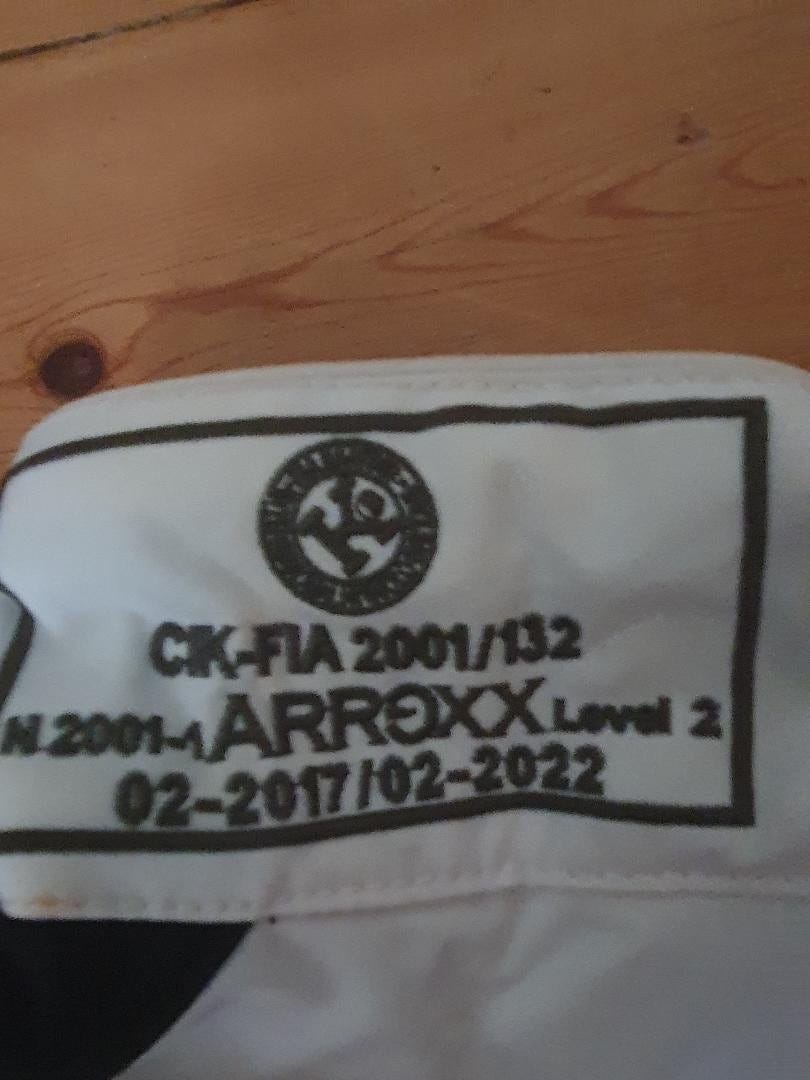 CIK-FIA 2001/132
N.2001-1 ARROXX Level 2
02-2017/02-2022